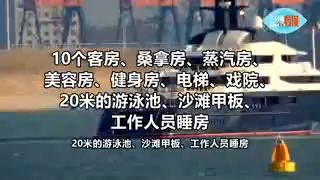 10个客房、桑拿房、蒸汽房、
美容房、健身房、电梯、戏院、
20米的游泳池、沙滩甲板、
工作人员睡房
20米的游泳池、沙滩甲板、工作人员睡房